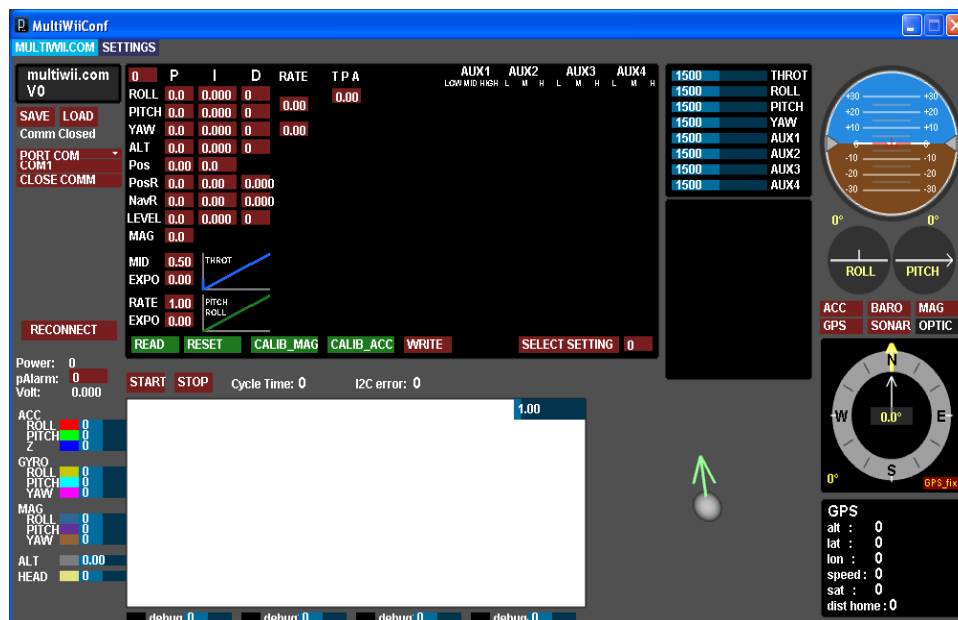 MultiWiiConf
MULTIWII.COM SETTINGS
multiwii.com
V0
SAVE LOAD
Comm Closed
PORT COM
COM1
CLOSE COMM
RECONNECT
Power: 0
pAlarm: 0
Volt: 0.000
0 P I D RATE T P A
ROLL 0.0 0.000 0 0.00
PITCH 0.0 0.000 0 0.00
YAW 0.0 0.000 0 0.00
ALT 0.0 0.000 0
Pos 0.00 0.0
PosR 0.0 0.00 0.000
NavR 0.0 0.00 0.000
LEVEL 0.0 0.000 0
MAG 0.0
MID 0.50 THROT
EXPO 0.00
RATE 1.00 PITCH
ROLL
EXPO 0.00
AUX1 AUX2 AUX3 AUX4
LOW MID HIGH L M H L M H L M H
READ RESET CALIB_MAG CALIB_ACC WRITE SELECT SETTING 0
1500 THROT
1500 ROLL
1500 PITCH
1500 YAW
1500 AUX1
1500 AUX2
1500 AUX3
1500 AUX4
+30 +30
+20 +20
+10 +10
0 0
-10 -10
-20 -20
-30 -30
0° 0°
ROLL PITCH
ACC BARO MAG
GPS SONAR OPTIC
START STOP Cycle Time: 0 I2C error: 0
1.00
ACC
ROLL 0
PITCH 0
Z 0
GYRO
ROLL 0
PITCH 0
YAW 0
MAG
ROLL 0
PITCH 0
YAW 0
ALT 0.00
HEAD 0
N
W 0.0° E
S
0° GPS_fix
GPS
alt : 0
lat : 0
lon : 0
speed : 0
sat : 0
dist home : 0
debug 0 debug 0 debug 0 debug 0